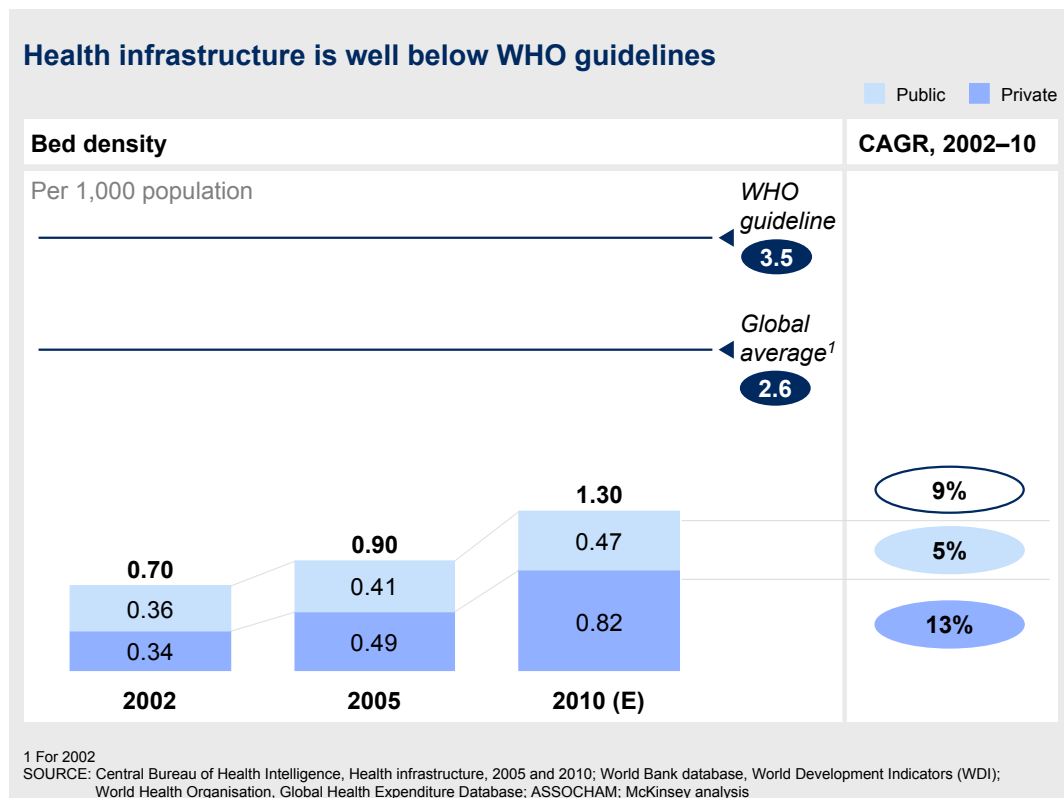 Health infrastructure is well below WHO guidelines
Public Private
Bed density
CAGR, 2002–10
Per 1,000 population
WHO
guideline
3.5
Global
average1
2.6
9%
1.30
0.47
5%
0.90
0.70
0.41
0.36
0.82
13%
0.49
0.34
2002 2005 2010 (E)
1 For 2002
SOURCE: Central Bureau of Health Intelligence, Health infrastructure, 2005 and 2010; World Bank database, World Development Indicators (WDI);
World Health Organisation, Global Health Expenditure Database; ASSOCHAM; McKinsey analysis